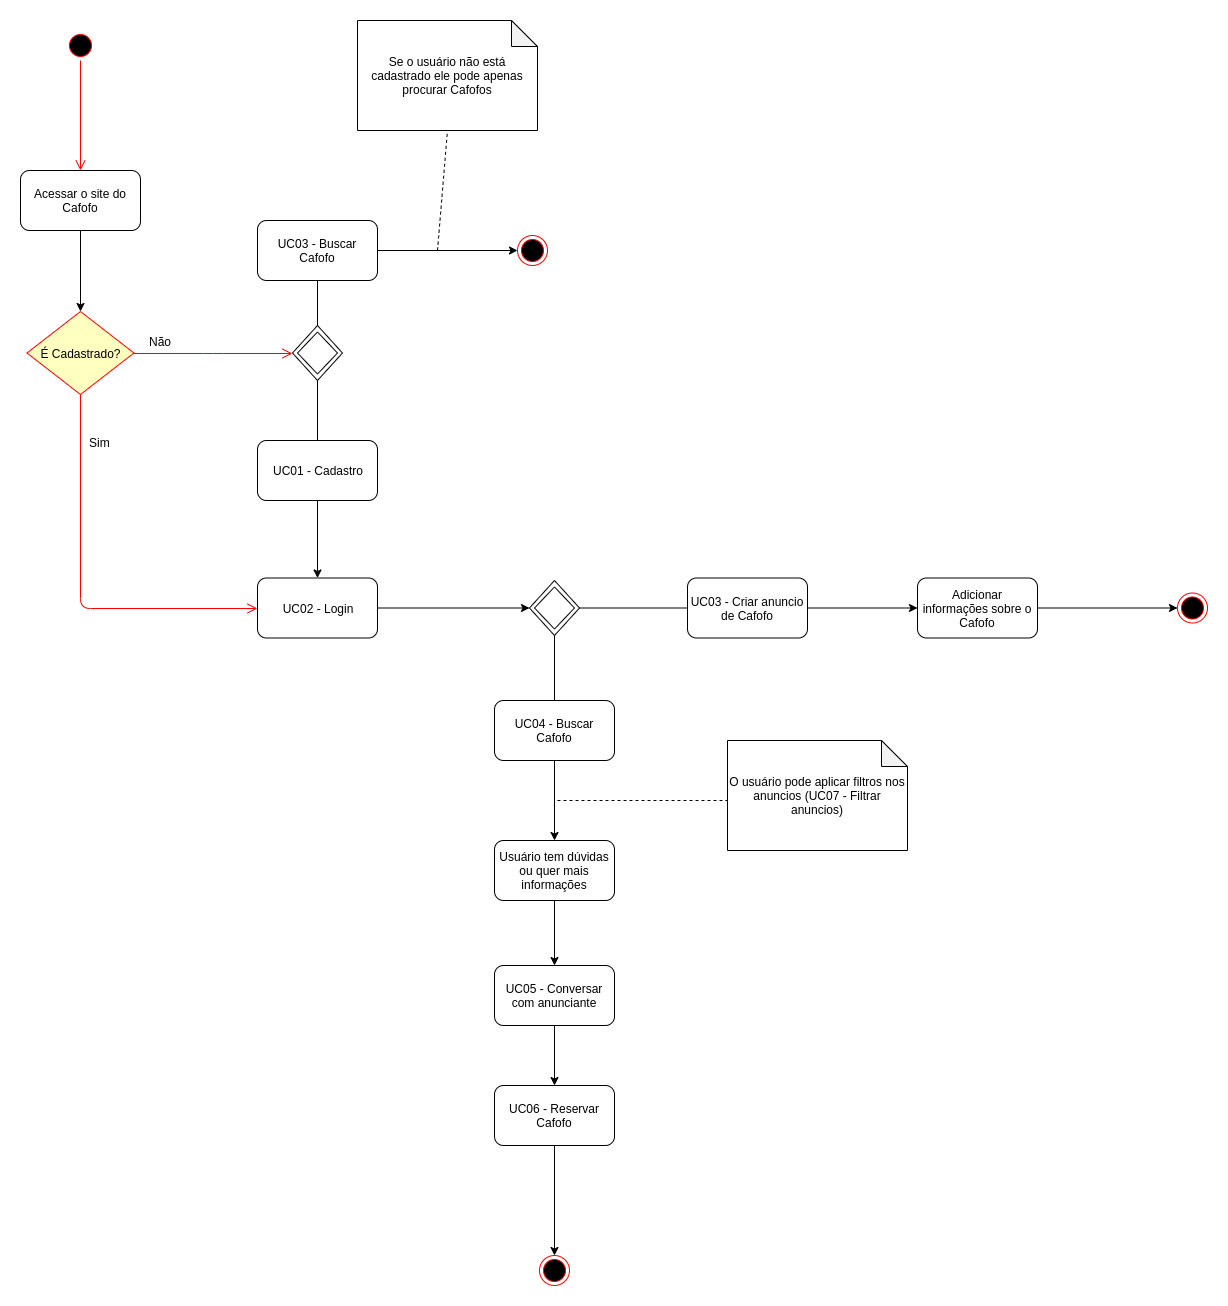 Se o usuário não está
cadastrado ele pode apenas
procurar Cafofos
Acessar o site do
Cafofo
UC03 - Buscar
Cafofo
É Cadastrado?
Não
Sim
UC01 - Cadastro
UC02 - Login
UC03 - Criar anuncio
de Cafofo
Adicionar
informações sobre o
Cafofo
UC04 - Buscar
Cafofo
O usuário pode aplicar filtros nos
anuncios (UC07 - Filtrar
anuncios)
Usuário tem dúvidas
ou quer mais
informações
UC05 - Conversar
com anunciante
UC06 - Reservar
Cafofo